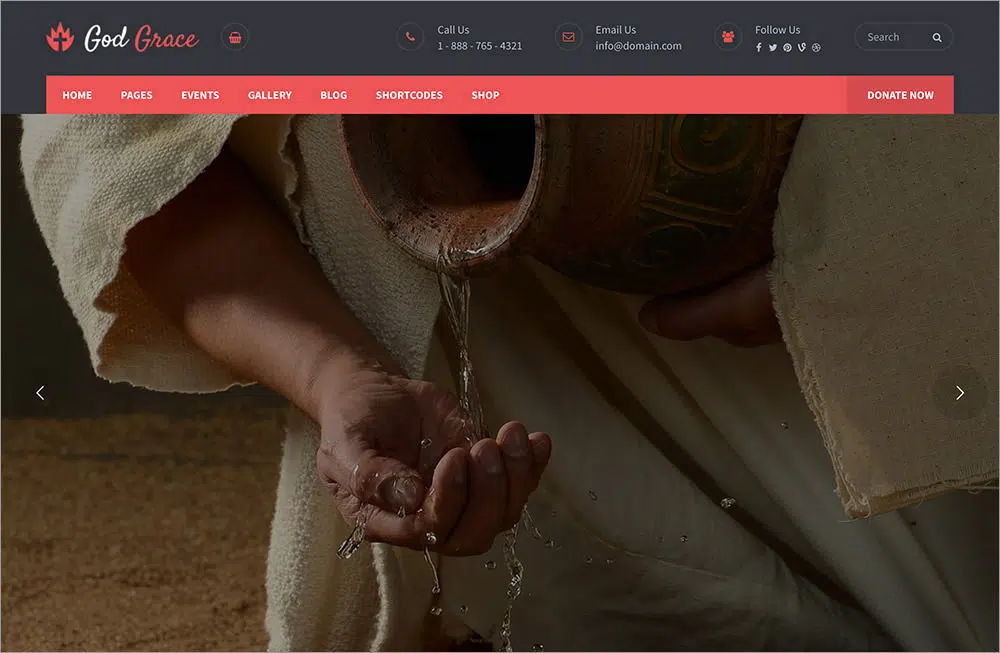 God Grace
Call Us
1 - 888 - 765 - 4321
Email Us
info@domain.com
Follow Us
Search
HOME PAGES EVENTS GALLERY BLOG SHORTCODES SHOP DONATE NOW